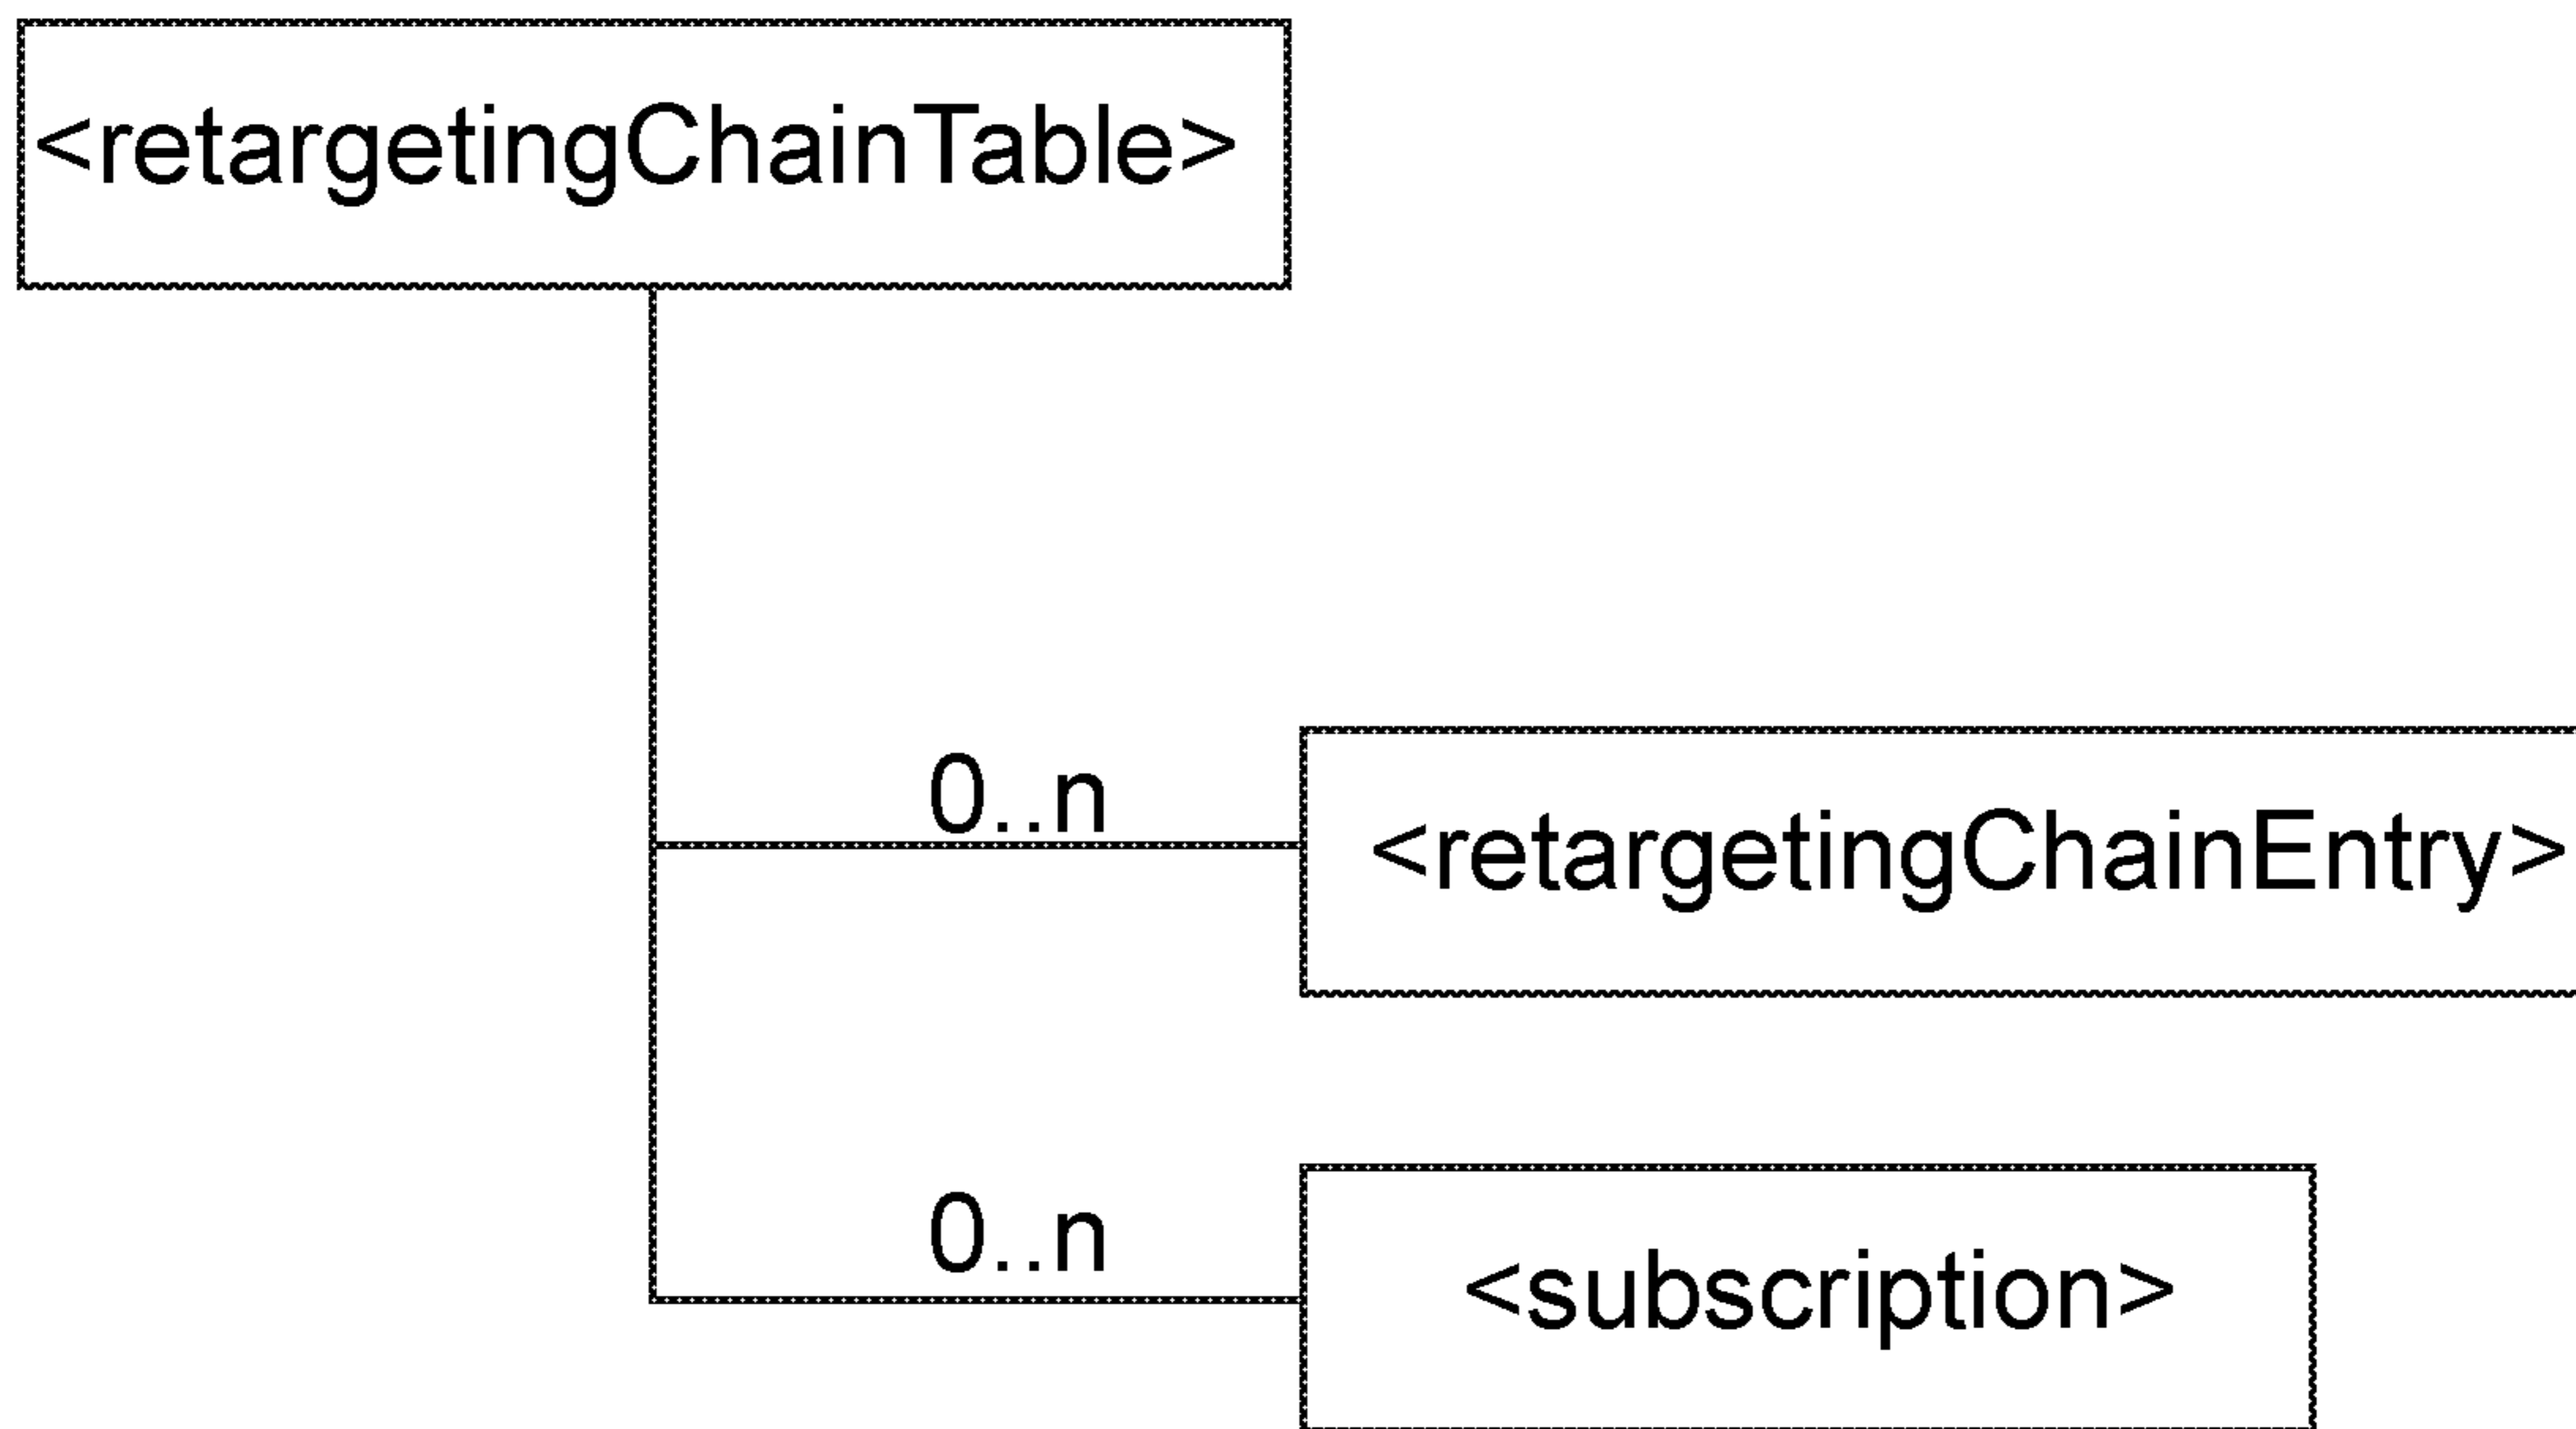 <retargetingChainTable>
0..n
<retargetingChainEntry>
0..n
<subscription>